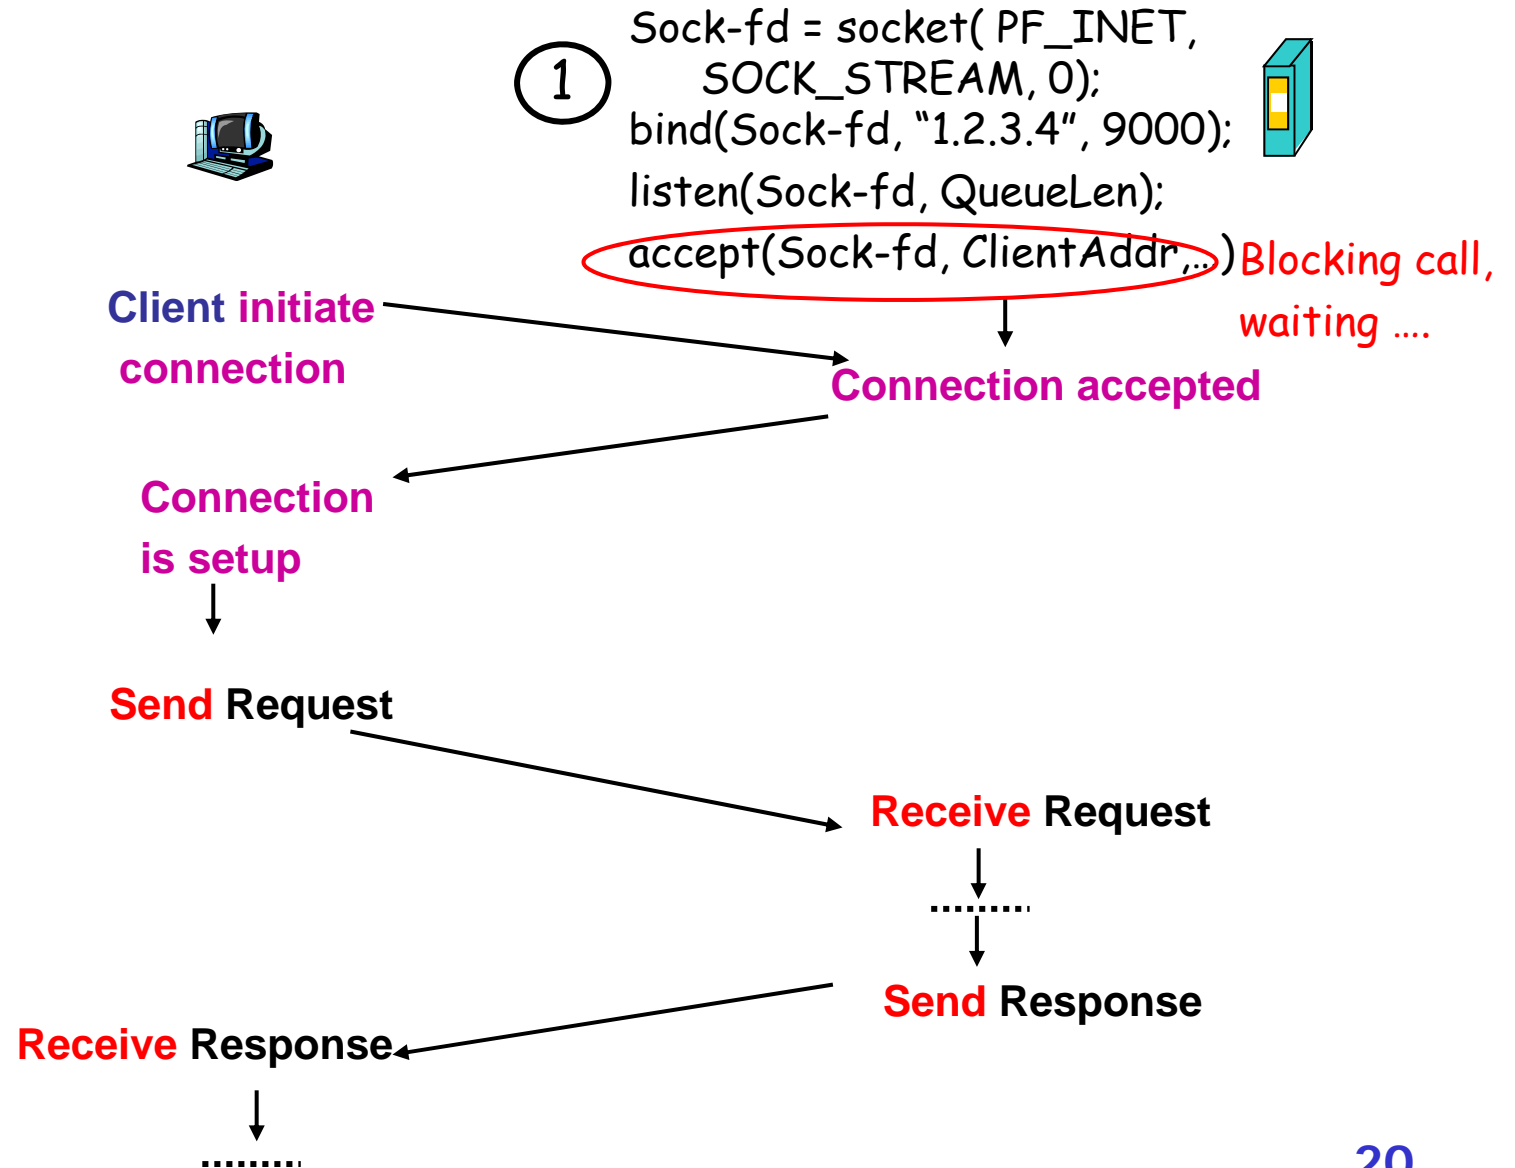 Sock-fd = socket( PF_INET,
1
SOCK_STREAM, 0);
bind(Sock-fd, “1.2.3.4”, 9000);
listen(Sock-fd, QueueLen);
accept(Sock-fd, ClientAddr,…)
Blocking call,
waiting ….
Client initiate
connection
Connection accepted
Connection
is setup
Send Request
Receive Request
………
Send Response
Receive Response
………
20